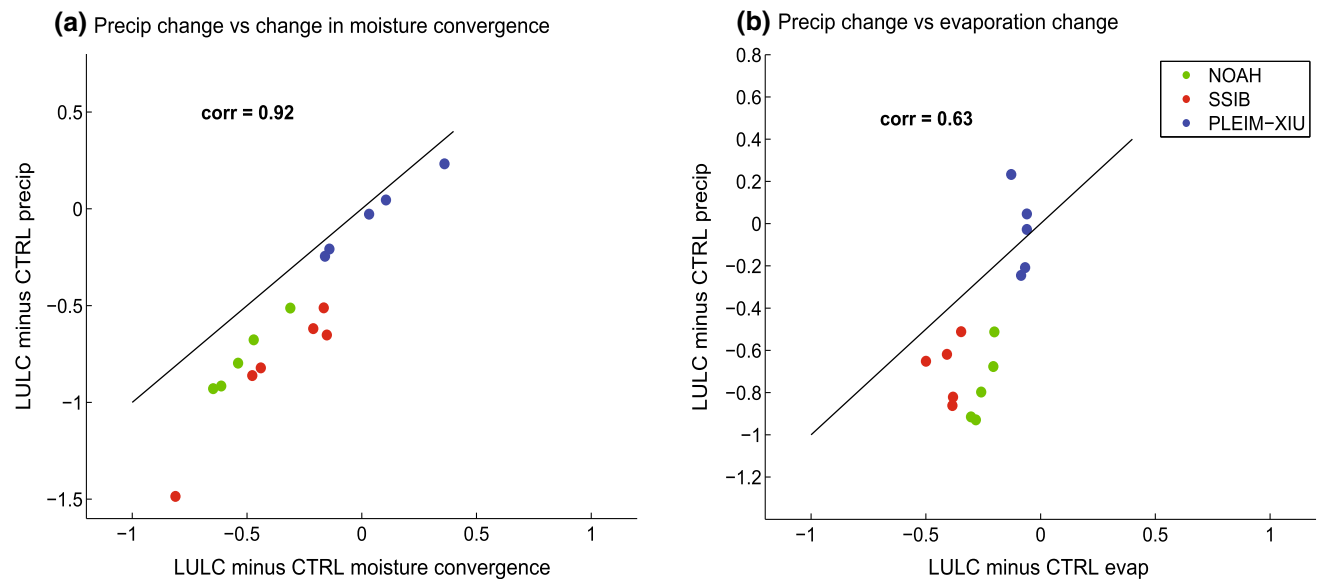 (a) Precip change vs change in moisture convergence
corr = 0.92
0.5
0
−0.5
−1
−1.5
−1
−0.5
0
0.5
1
LULC minus CTRL precip
LULC minus CTRL moisture convergence
(b) Precip change vs evaporation change
NOAH
SSIB
PLEIM−XIU
corr = 0.63
0.8
0.6
0.4
0.2
0
−0.2
−0.4
−0.6
−0.8
−1
−1.2
−1
−0.5
0
0.5
1
LULC minus CTRL precip
LULC minus CTRL evap